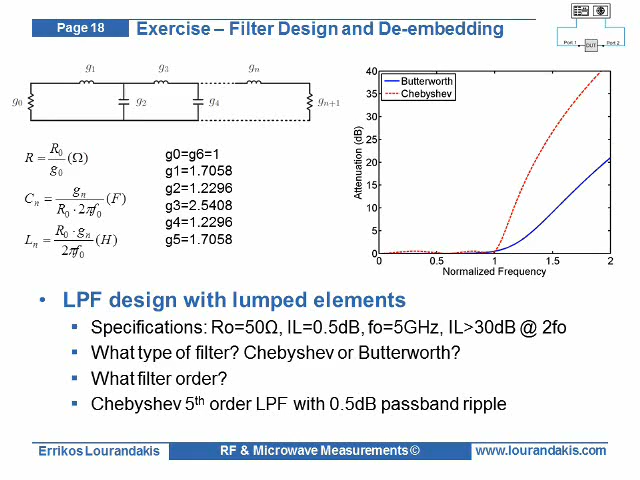 Page 18
Exercise – Filter Design and De-embedding
Port 1 DUT Port 2
g1 g3 gn
g0 g2 g4 gn+1
R = R0/g0 (Ω)
Cn = gn/(R0·2πf0) (F)
Ln = R0·gn/(2πf0) (H)
g0=g6=1
g1=1.7058
g2=1.2296
g3=2.5408
g4=1.2296
g5=1.7058
Butterworth
Chebyshev
Attenuation (dB)
40
35
30
25
20
15
10
5
0
0 0.5 1 1.5 2
Normalized Frequency
• LPF design with lumped elements
▪ Specifications: Ro=50Ω, IL=0.5dB, fo=5GHz, IL>30dB @ 2fo
▪ What type of filter? Chebyshev or Butterworth?
▪ What filter order?
▪ Chebyshev 5th order LPF with 0.5dB passband ripple
Errikos Lourandakis
RF & Microwave Measurements ©
www.lourandakis.com